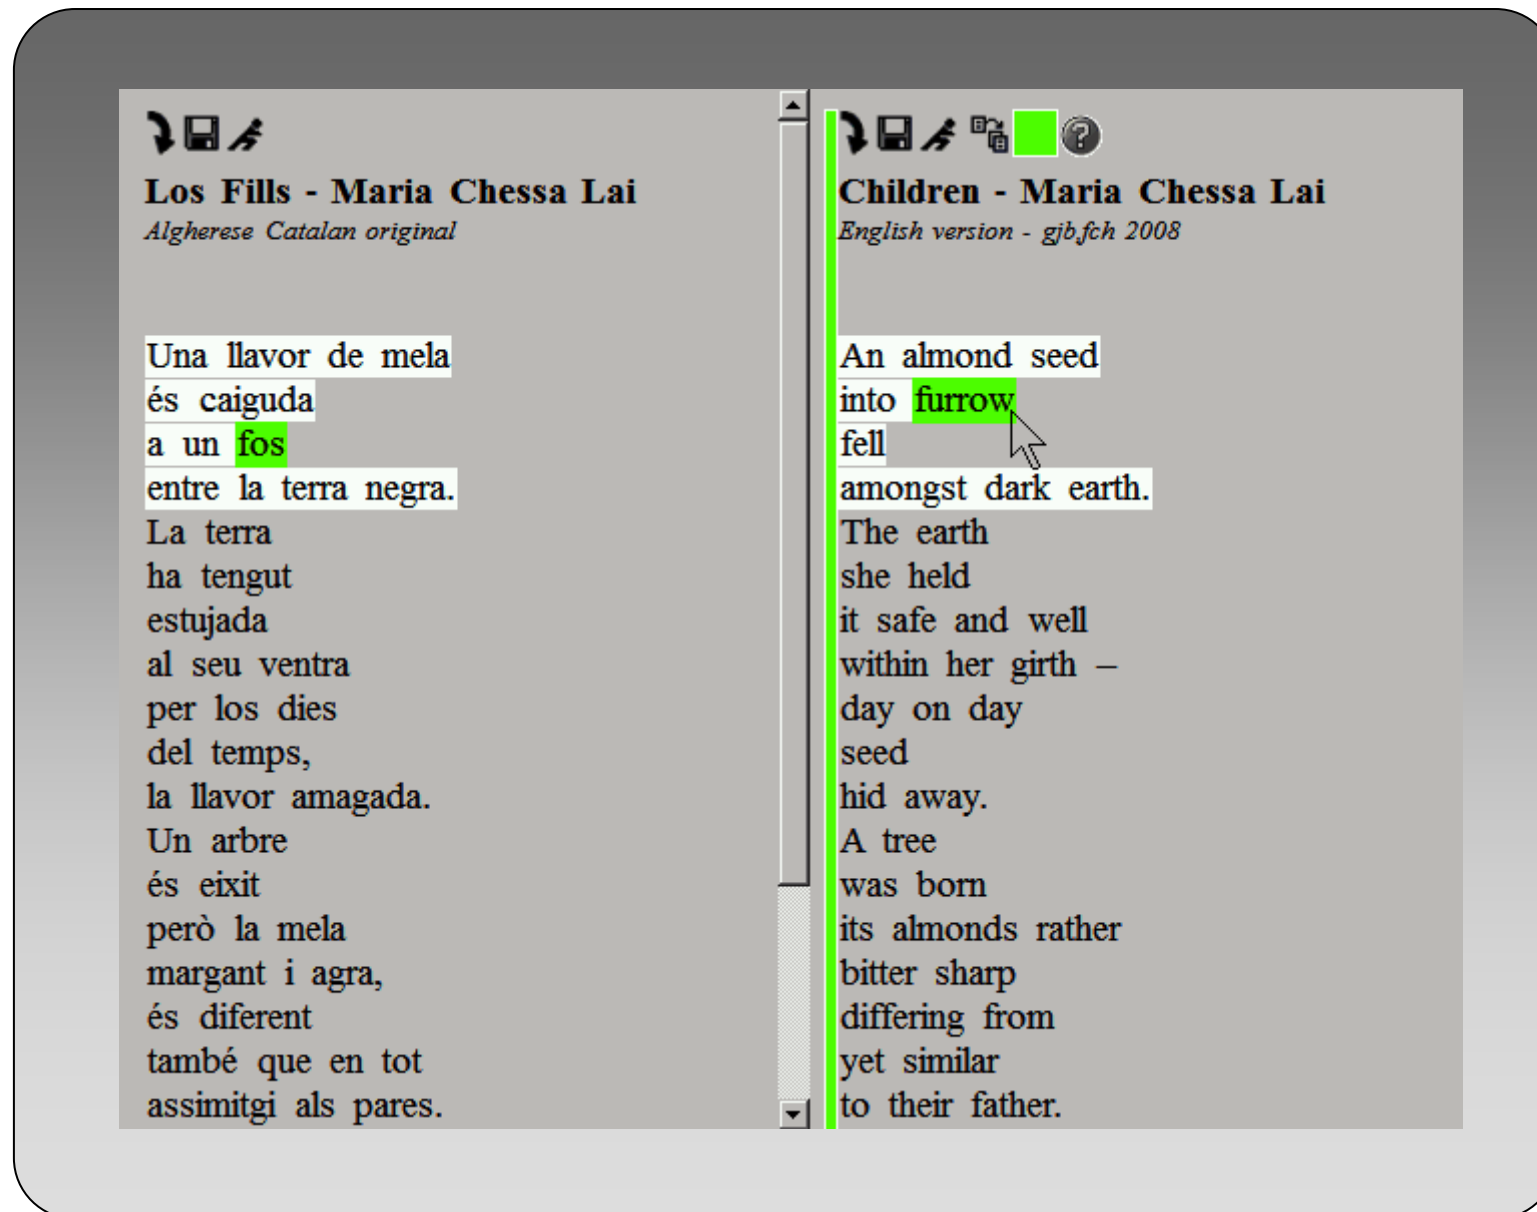 Los Fills - Maria Chessa Lai
Algherese Catalan original
Una llavor de mela
és caiguda
a un fos
entre la terra negra.
La terra
ha tengut
estujada
al seu ventra
per los dies
del temps,
la llavor amagada.
Un arbre
és eixit
però la mela
margant i agra,
és diferent
també que en tot
assimitgi als pares.
Children - Maria Chessa Lai
English version - gjb,fch 2008
An almond seed
into furrow
fell
amongst dark earth.
The earth
she held
it safe and well
within her girth –
day on day
seed
hid away.
A tree
was born
its almonds rather
bitter sharp
differing from
yet similar
to their father.